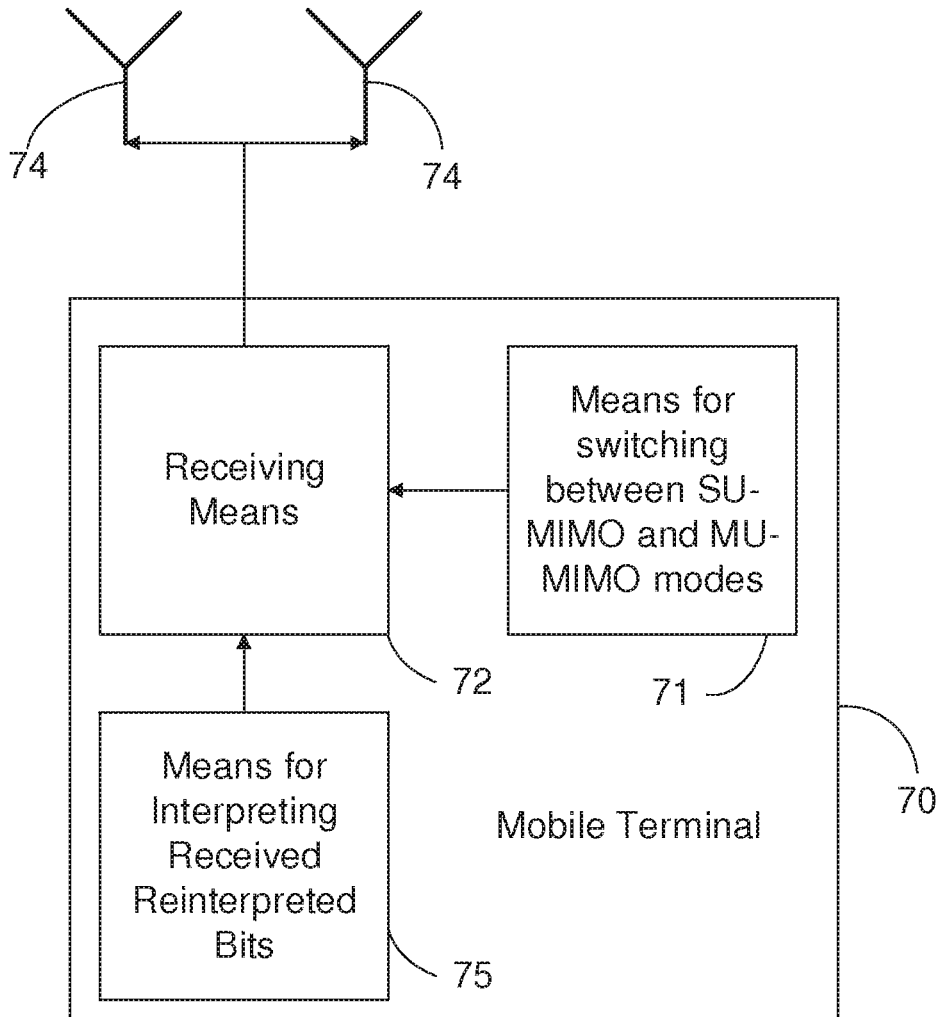 74
74
Receiving
Means
Means for
switching
between SU-
MIMO and MU-
MIMO modes
72
71
Means for
Interpreting
Received
Reinterpreted
Bits
Mobile Terminal
70
75